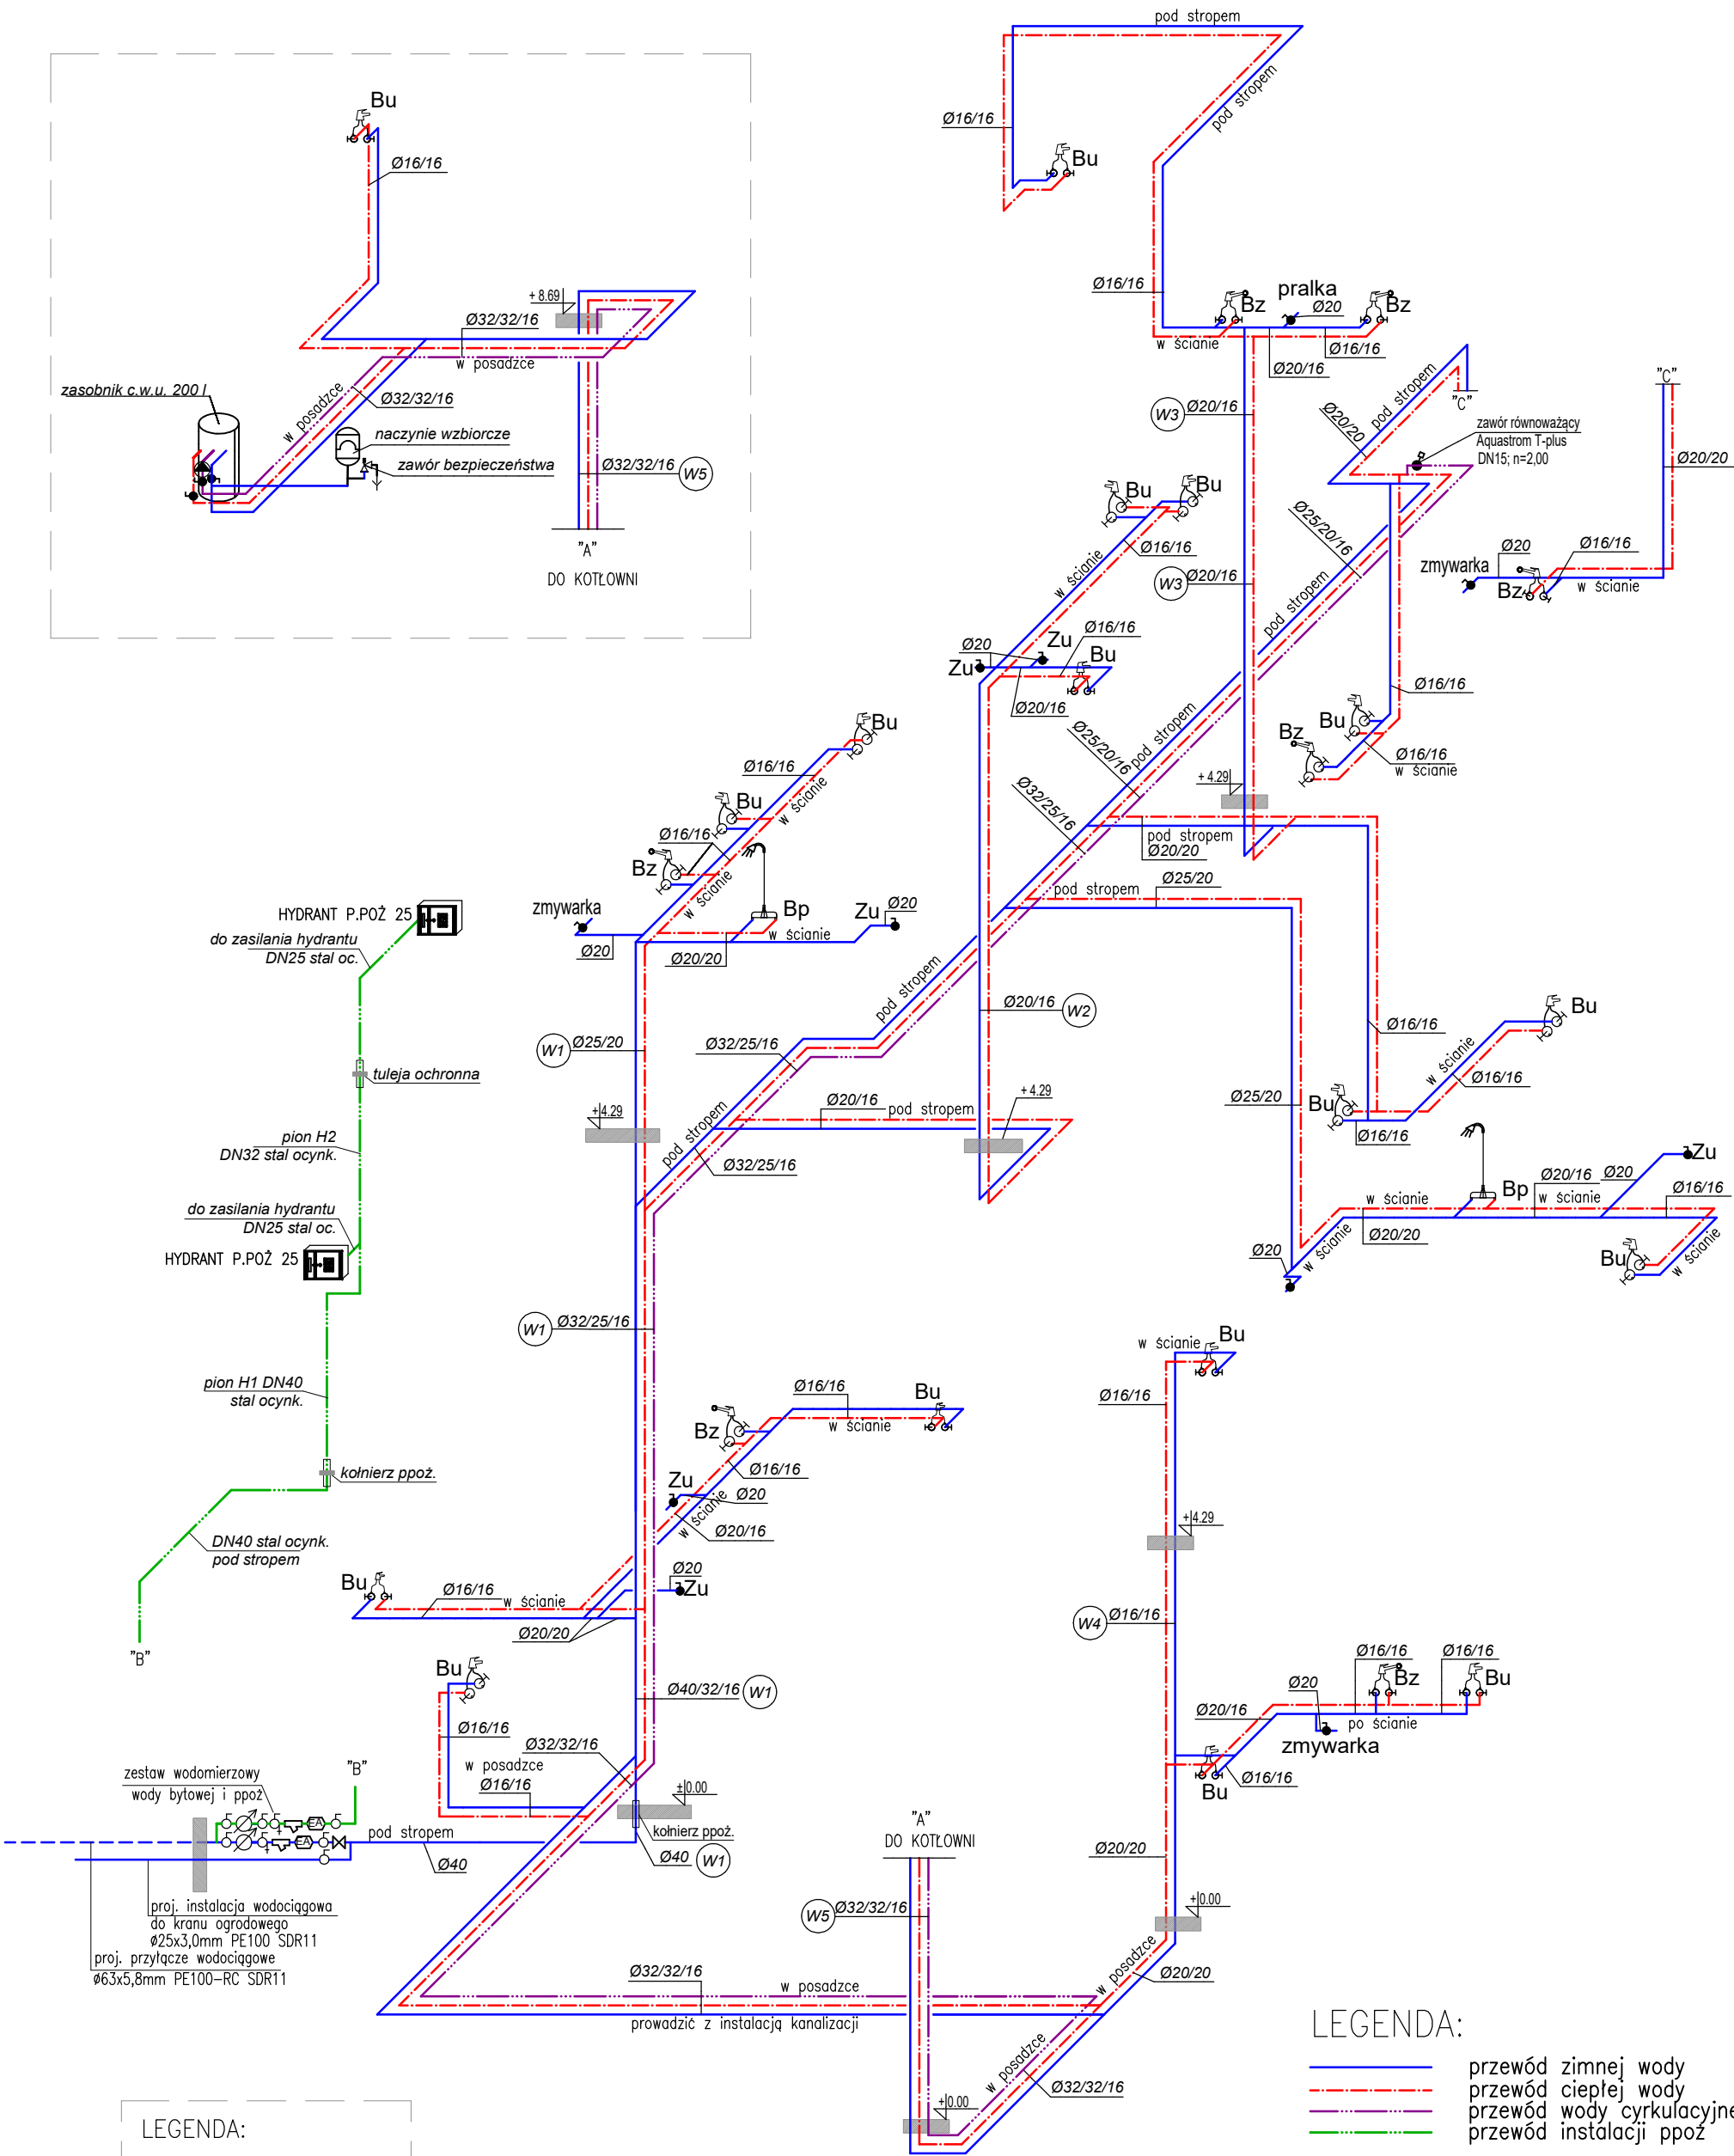 pod stropem
pod stropem
Ø16/16
Bu
Bu
Ø16/16
Ø16/16
Bz
pralka
Ø20
Bz
w ścianie
Ø16/16
Ø20/16
+ 8.69
Ø32/32/16
w posadzce
zasobnik c.w.u. 200 l
w posadzce
Ø32/32/16
naczynie wzbiorcze
zawór bezpieczeństwa
Ø32/32/16
W5
"A"
DO KOTŁOWNI
W3
Ø20/16
Ø20/20
pod stropem
"C"
"C"
zawór równoważący
Aquastrom T-plus
DN15; n=2,00
Ø20/20
Bu
Bu
Ø16/16
w ścianie
Ø25/20/16
W3
Ø20/16
Ø20
Ø16/16
zmywarka
Bz
w ścianie
pod stropem
Ø20
Zu
Zu
Ø16/16
Bu
Ø20/16
Ø16/16
Bu
Bz
Ø16/16
w ścianie
pod stropem
Ø25/20/16
Ø32/25/16
+ 4.29
Bu
Ø16/16
Bu
w ścianie
Ø16/16
Bz
w ścianie
pod stropem
Ø20/20
pod stropem
Ø25/20
HYDRANT P.POŻ 25
do zasilania hydrantu
DN25 stal oc.
zmywarka
Ø20
Bp
w ścianie
Zu
Ø20
Ø20/20
pod stropem
Ø20/16
W2
W1
Ø25/20
Ø32/25/16
tuleja ochronna
+4.29
Ø20/16
pod stropem
+ 4.29
pod stropem
Ø32/25/16
Bu
Ø16/16
w ścianie
Ø16/16
Ø25/20
Bu
Ø16/16
pion H2
DN32 stal ocynk.
do zasilania hydrantu
DN25 stal oc.
HYDRANT P.POŻ 25
Zu
Ø20/16
Ø20
Bp
w ścianie
w ścianie
Ø16/16
Ø20/20
Ø20
w ścianie
Bu
w ścianie
W1
Ø32/25/16
w ścianie
Bu
Ø16/16
pion H1 DN40
stal ocynk.
Ø16/16
Bu
w ścianie
Bz
Ø16/16
Zu
Ø20
w ścianie
Ø20/16
kołnierz ppoż.
DN40 stal ocynk.
pod stropem
"B"
+4.29
Bu
Ø16/16
w ścianie
Ø20
Zu
Ø20/20
W4
Ø16/16
Bu
Ø40/32/16
W1
Ø16/16
Ø32/32/16
w posadzce
Ø16/16
±0.00
kołnierz ppoż.
Ø40
W1
Ø16/16
Ø16/16
Bz
Bu
Ø20
Ø20/16
po ścianie
zmywarka
Ø16/16
Bu
zestaw wodomierzowy
wody bytowej i ppoż
"B"
EA
EA
pod stropem
Ø40
"A"
DO KOTŁOWNI
Ø20/20
proj. instalacja wodociągowa
do kranu ogrodowego
Ø25x3,0mm PE100 SDR11
proj. przyłącze wodociągowe
Ø63x5,8mm PE100-RC SDR11
W5
Ø32/32/16
+0.00
Ø32/32/16
w posadzce
prowadzić z instalacją kanalizacji
w posadzce
Ø20/20
w posadzce
Ø32/32/16
+0.00
LEGENDA:
przewód zimnej wody
przewód ciepłej wody
przewód wody cyrkulacyjne
przewód instalacji ppoż
LEGENDA: